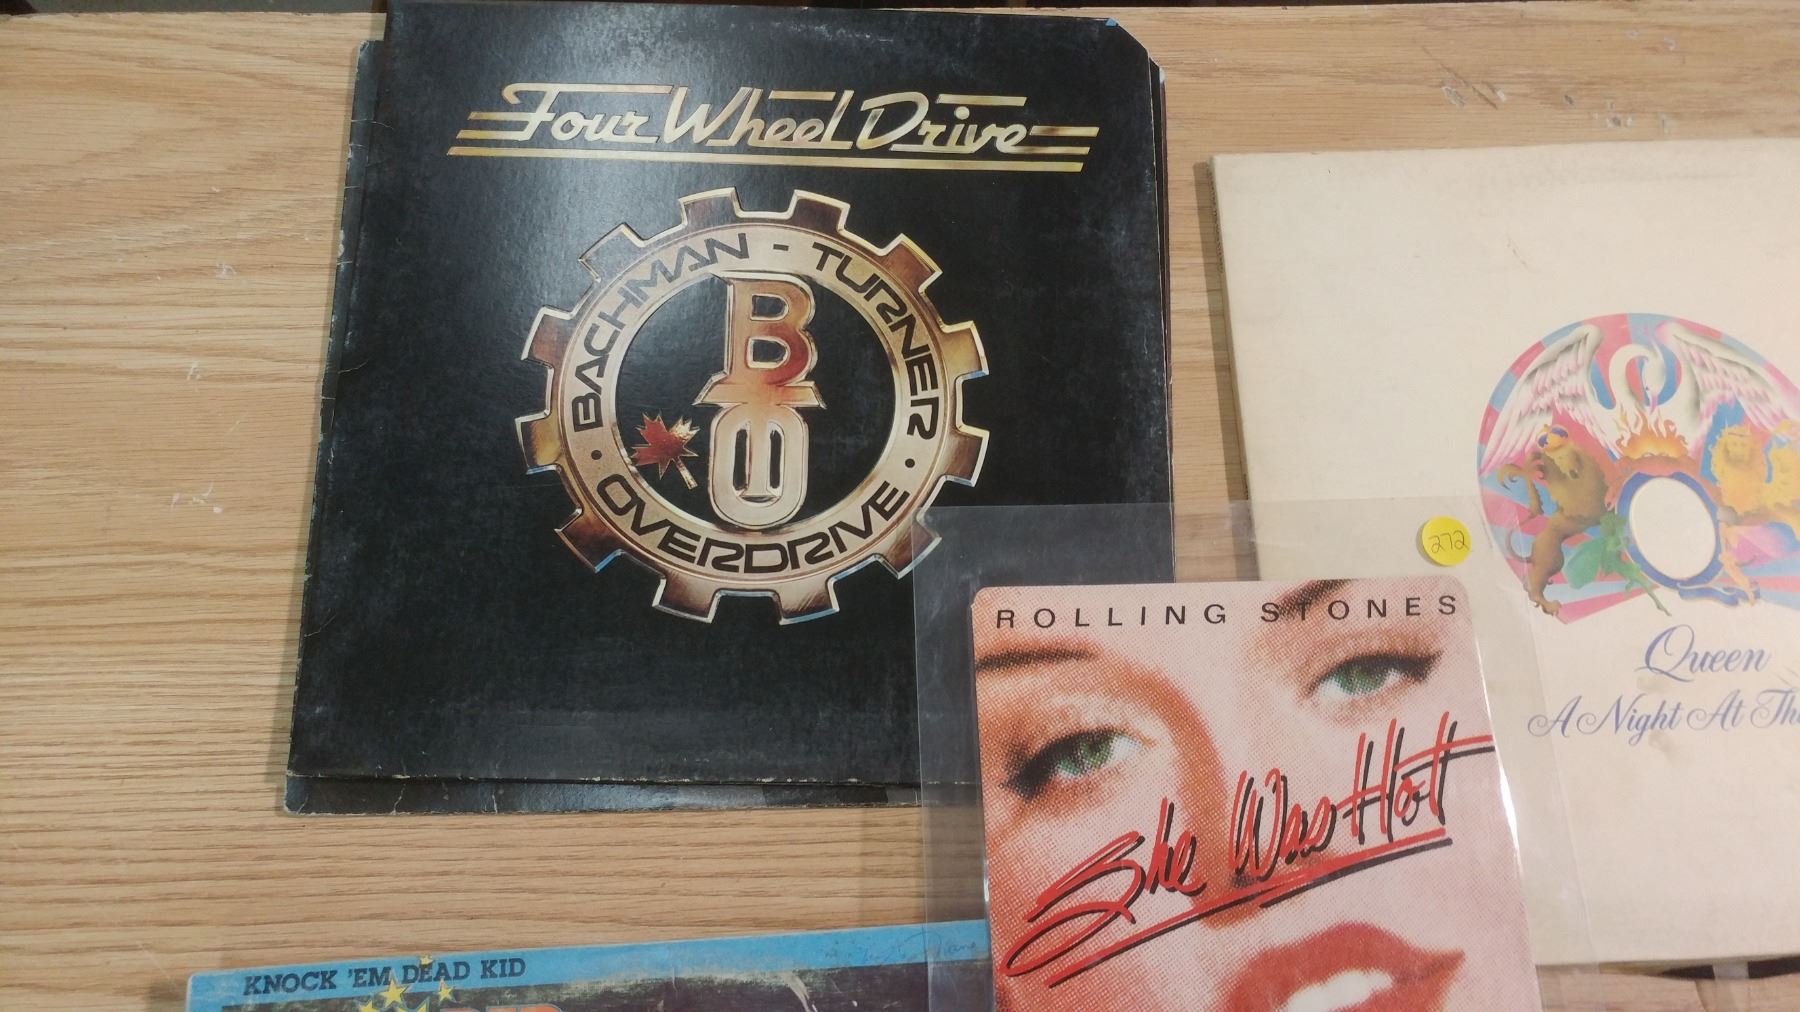 Four Wheel Drive
BACHMAN - TURNER
BTO
• OVERDRIVE •
272
ROLLING STONES
She Was Hot
Queen
A Night At The
KNOCK 'EM DEAD KID